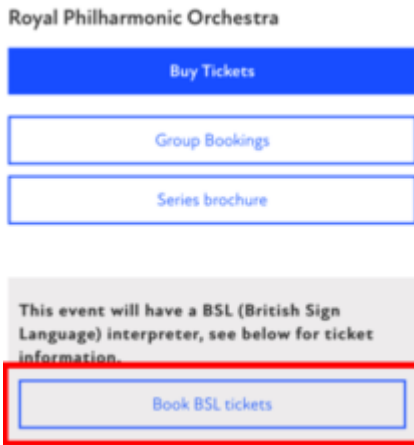 Royal Philharmonic Orchestra
Buy Tickets
Group Bookings
Series brochure
This event will have a BSL (British Sign
Language) interpreter, see below for ticket
information.
Book BSL tickets